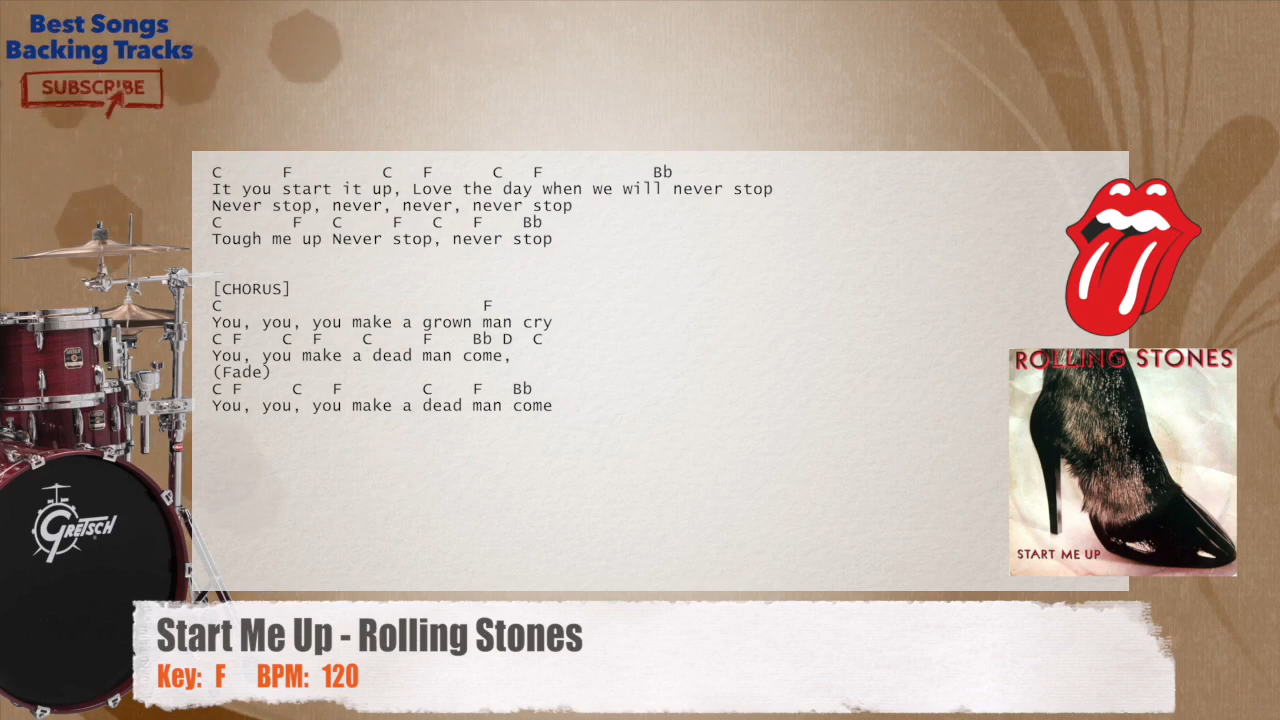 Best Songs
Backing Tracks
SUBSCRIBE
C      F         C   F      C   F           Bb
It you start it up, Love the day when we will never stop
Never stop, never, never, never stop
C       F   C     F   C   F    Bb
Tough me up Never stop, never stop
[CHORUS]
C                          F
You, you, you make a grown man cry
C F    C  F    C     F    Bb D  C
You, you make a dead man come,
(Fade)
C F     C   F        C    F   Bb
You, you, you make a dead man come
ROLLING STONES
START ME UP
GRETSCH
Start Me Up - Rolling Stones
Key: F   BPM: 120